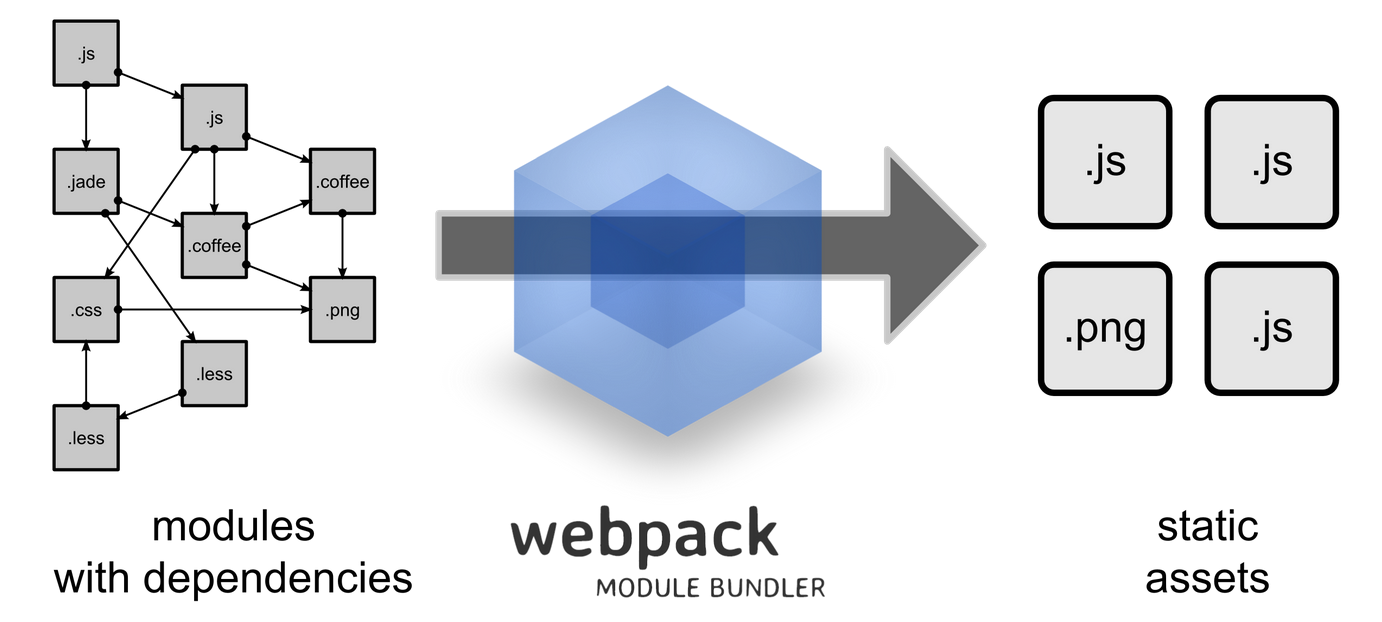 .js
.js
.jade
.coffee
.coffee
.css
.png
.less
.less
modules
with dependencies
webpack
MODULE BUNDLER
.js
.js
.png
.js
static
assets